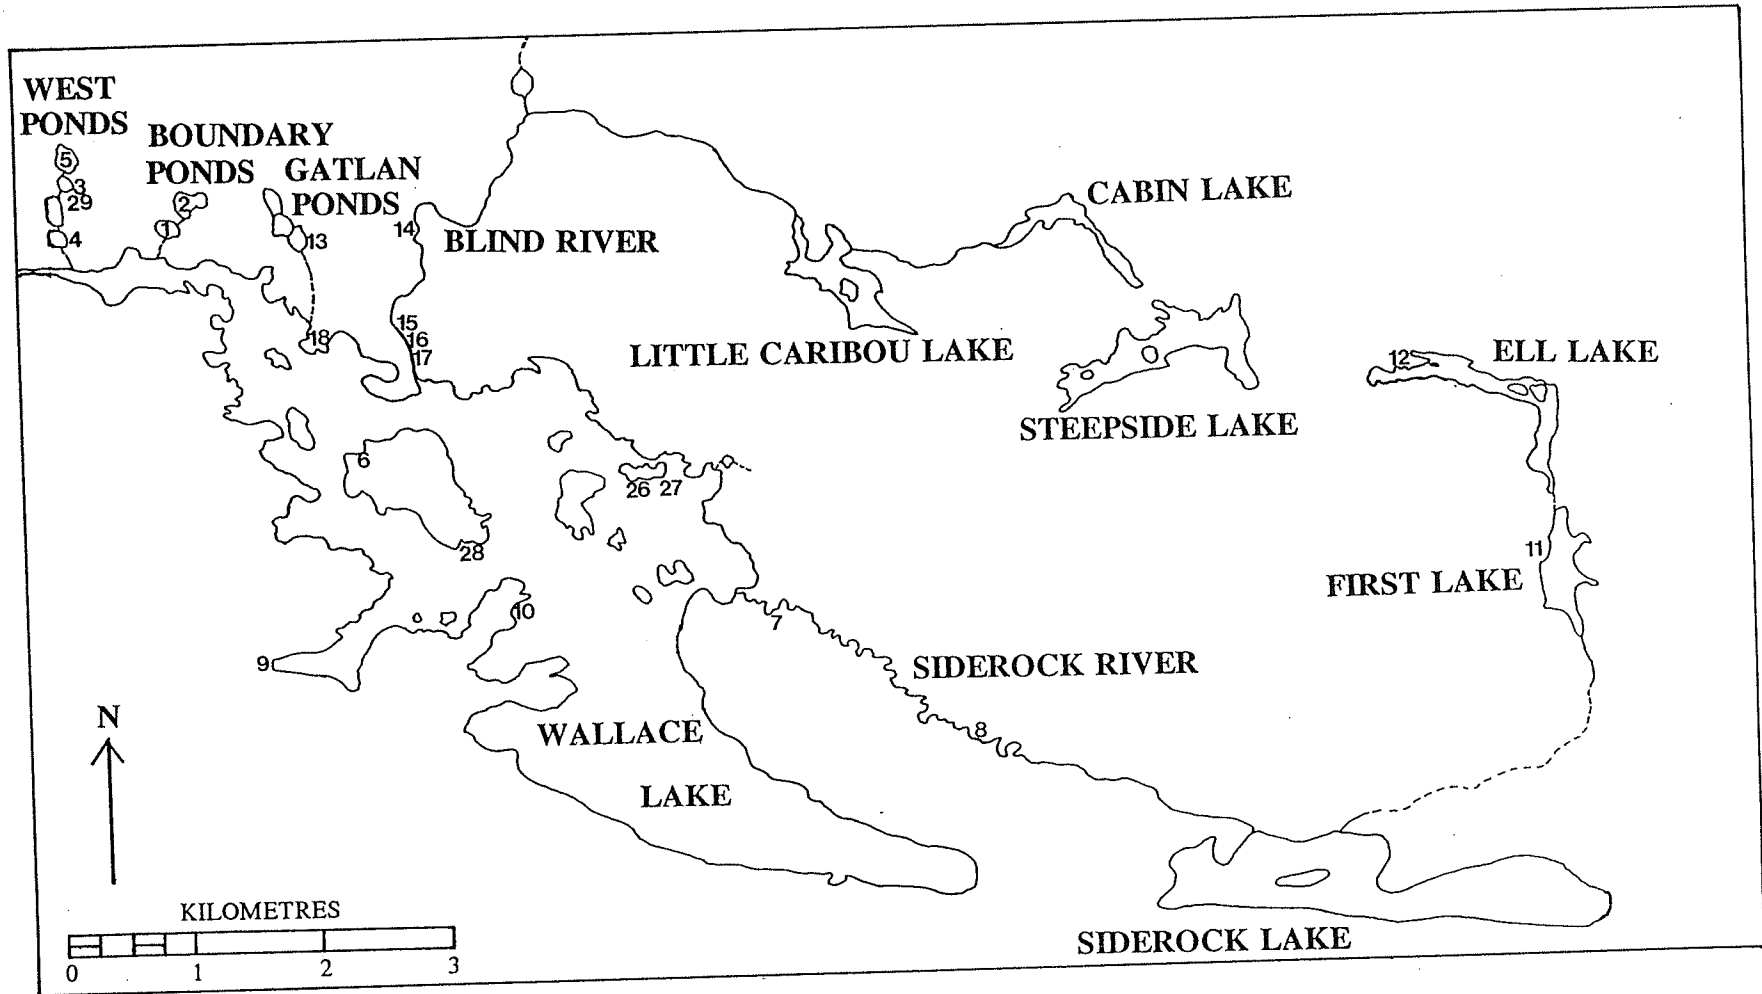 WEST
PONDS
BOUNDARY
PONDS
GATLAN
PONDS
5
3
29
4
2
1
13
14
BLIND RIVER
CABIN LAKE
15
16
17
18
LITTLE CARIBOU LAKE
12
ELL LAKE
STEEPSIDE LAKE
6
26 27
28
11
FIRST LAKE
10
7
9
SIDEROCK RIVER
N
WALLACE
LAKE
8
KILOMETRES
0 1 2 3
SIDEROCK LAKE